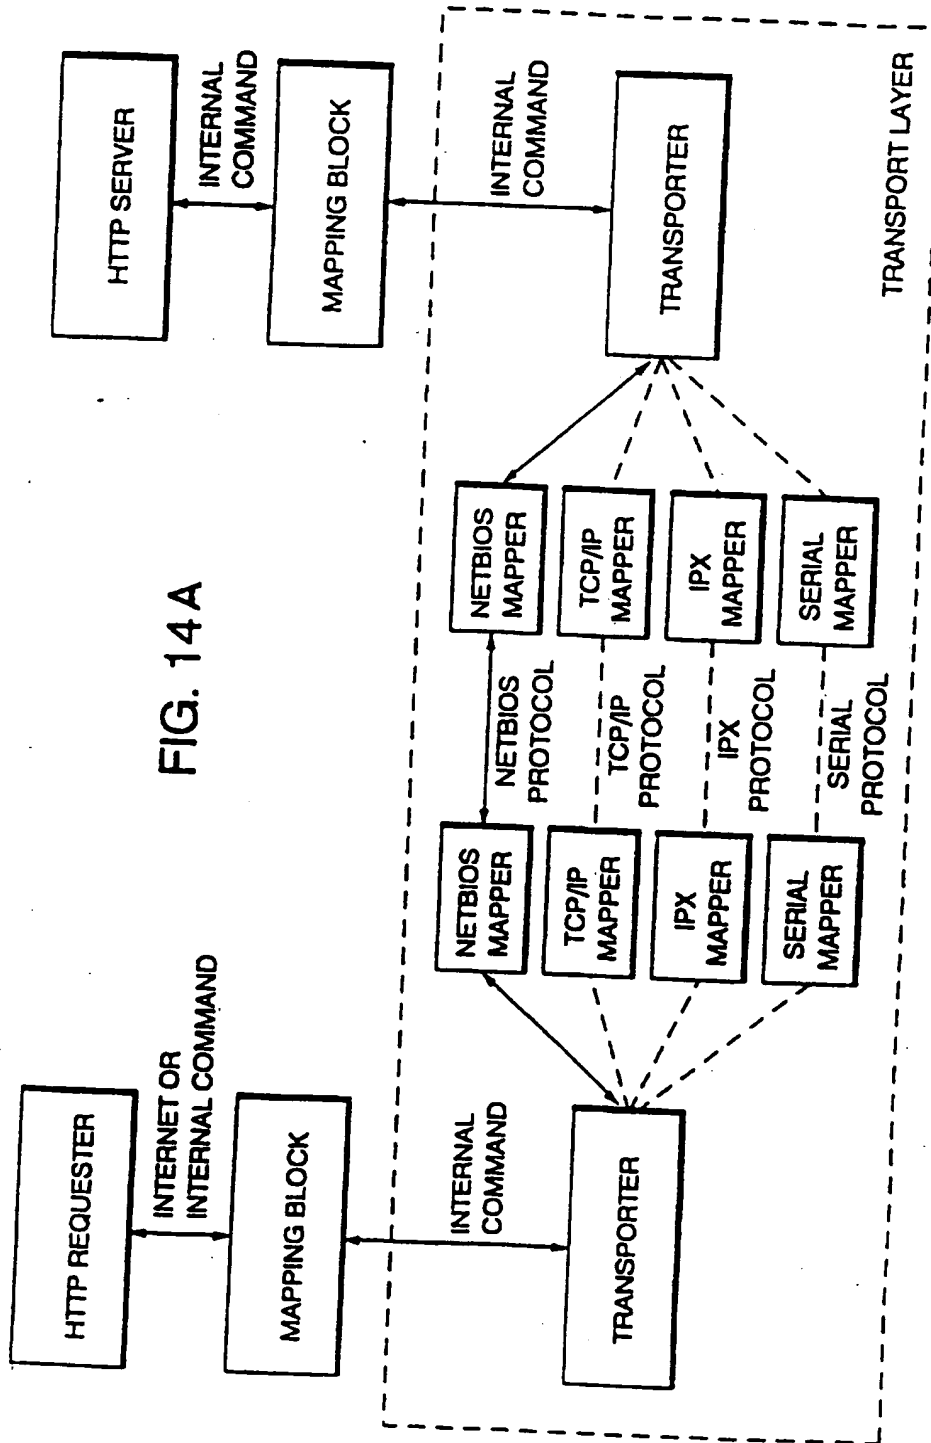 FIG. 14A
HTTP REQUESTER
INTERNET OR
INTERNAL COMMAND
MAPPING BLOCK
INTERNAL
COMMAND
TRANSPORTER
NETBIOS
MAPPER
TCP/IP
MAPPER
IPX
MAPPER
SERIAL
MAPPER
NETBIOS
PROTOCOL
TCP/IP
PROTOCOL
IPX
PROTOCOL
SERIAL
PROTOCOL
NETBIOS
MAPPER
TCP/IP
MAPPER
IPX
MAPPER
SERIAL
MAPPER
HTTP SERVER
INTERNAL
COMMAND
MAPPING BLOCK
INTERNAL
COMMAND
TRANSPORTER
TRANSPORT LAYER